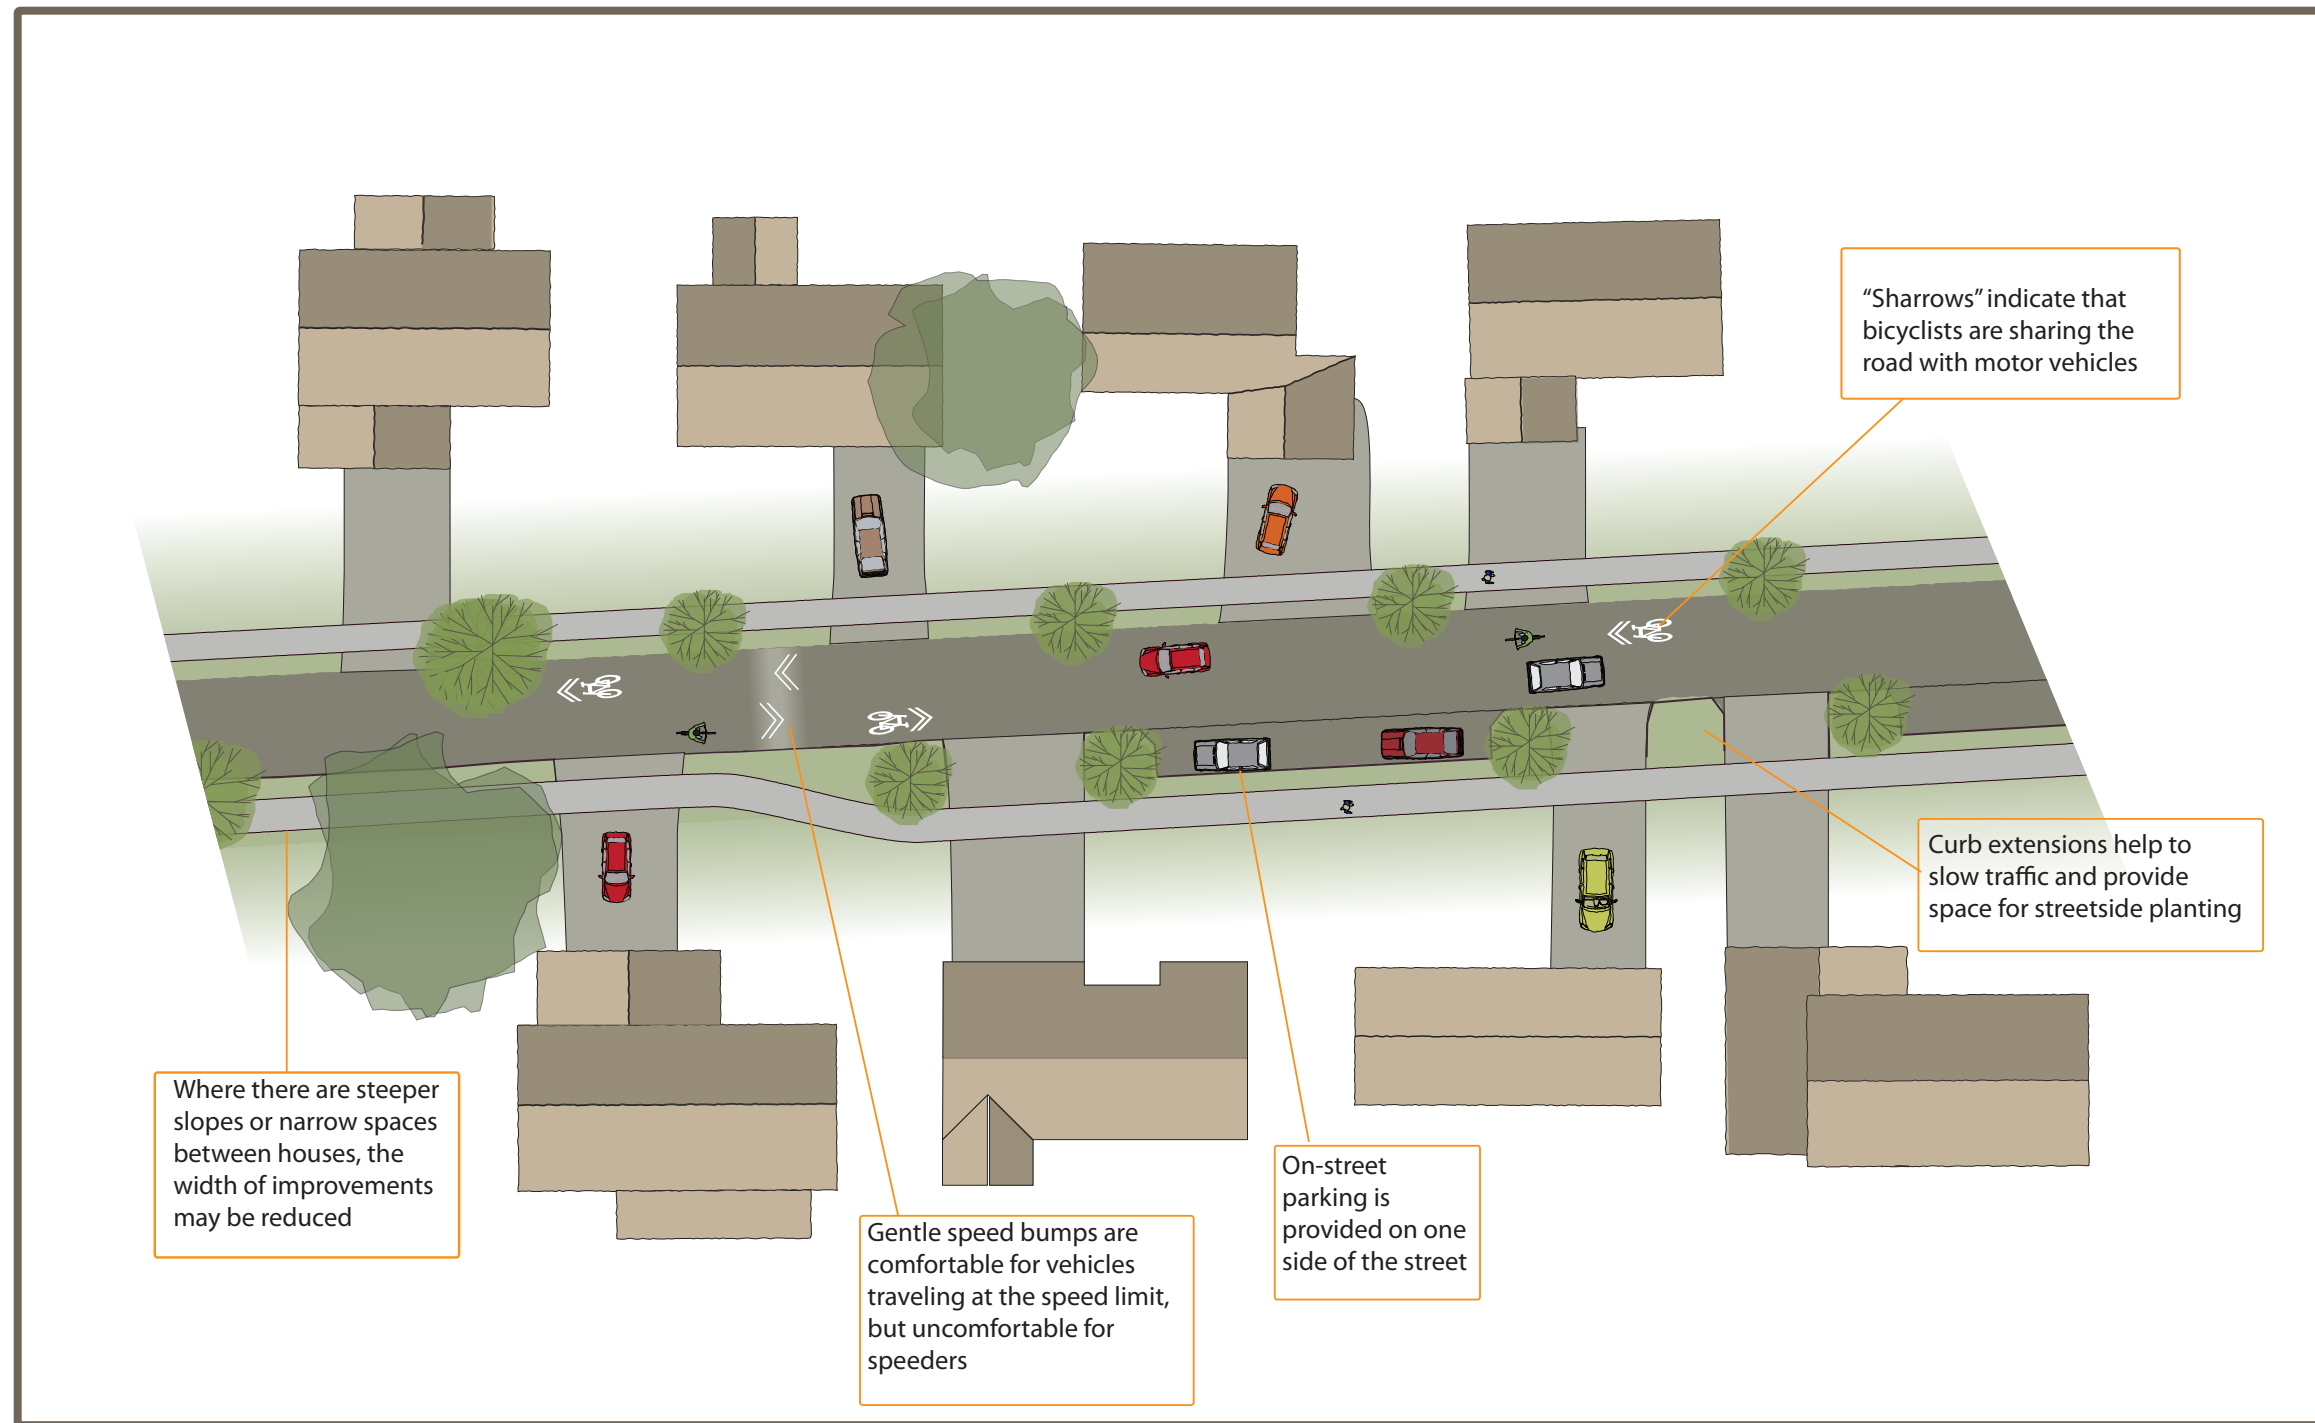 “Sharrows” indicate that
bicyclists are sharing the
road with motor vehicles
Curb extensions help to
slow traffic and provide
space for streetside planting
Where there are steeper
slopes or narrow spaces
between houses, the
width of improvements
may be reduced
Gentle speed bumps are
comfortable for vehicles
traveling at the speed limit,
but uncomfortable for
speeders
On-street
parking is
provided on one
side of the street